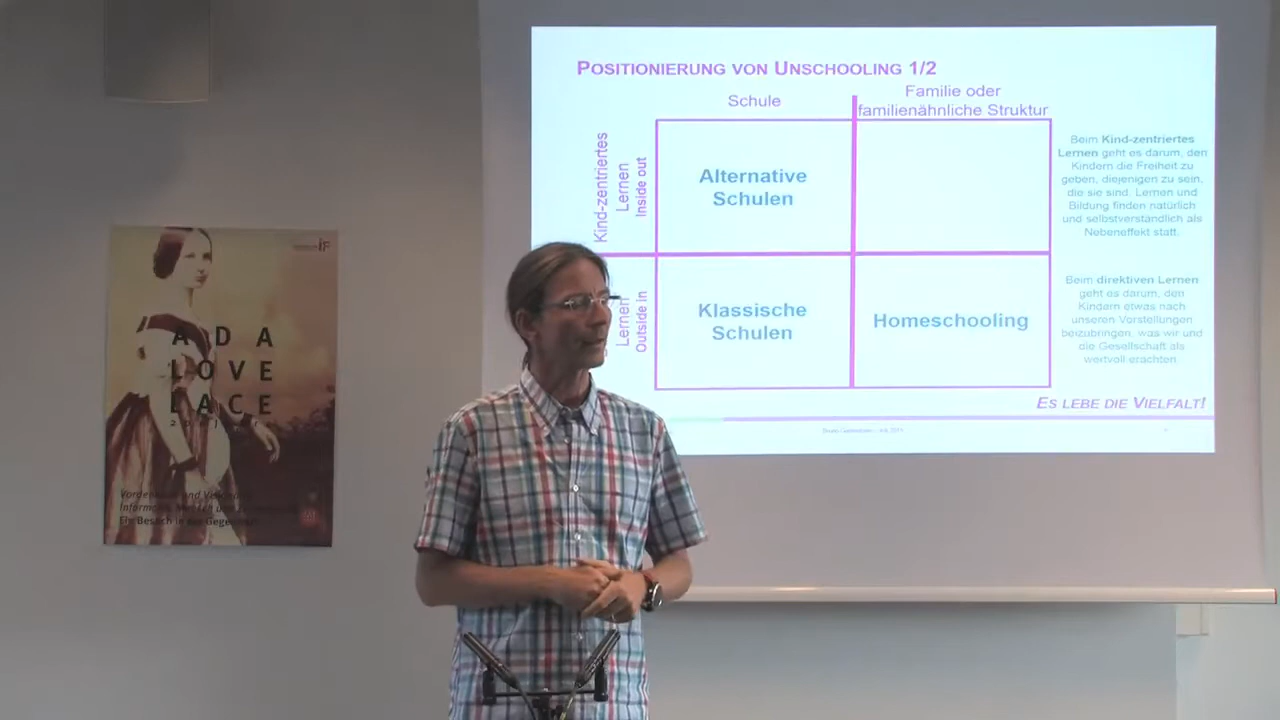 POSITIONIERUNG VON UNSCHOOLING 1/2
Schule
Familie oder
familienähnliche Struktur
Kind-zentriertes
Lernen
Inside out
Alternative
Schulen
Beim Kind-zentriertes
Lernen geht es darum, den
Kindern die Freiheit zu
geben, diejenigen zu sein,
die sie sind. Lernen und
Bildung finden natürlich
und selbstverständlich als
Nebeneffekt statt.
Lernen
Outside in
Klassische
Schulen
Homeschooling
Beim direktiven Lernen
geht es darum, den
Kindern etwas nach
unseren Vorstellungen
beizubringen, was wir und
die Gesellschaft als
wertvoll erachten.
ES LEBE DIE VIELFALT!
iF
ADA
LOVE
LACE